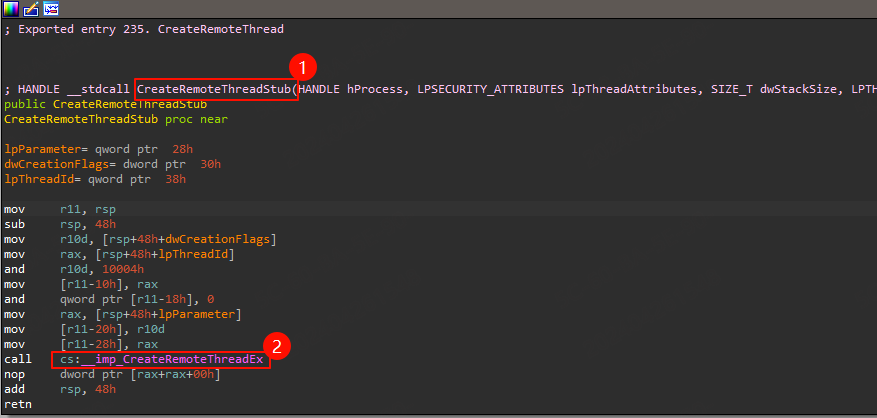 ; Exported entry 235. CreateRemoteThread
1
; HANDLE __stdcall CreateRemoteThreadStub(HANDLE hProcess, LPSECURITY_ATTRIBUTES lpThreadAttributes, SIZE_T dwStackSize, LPTH
public CreateRemoteThreadStub
CreateRemoteThreadStub proc near
lpParameter= qword ptr  28h
dwCreationFlags= dword ptr  30h
lpThreadId= qword ptr  38h
mov     r11, rsp
sub     rsp, 48h
mov     r10d, [rsp+48h+dwCreationFlags]
mov     rax, [rsp+48h+lpThreadId]
and     r10d, 10004h
mov     [r11-10h], rax
and     qword ptr [r11-18h], 0
mov     rax, [rsp+48h+lpParameter]
mov     [r11-20h], r10d
mov     [r11-28h], rax
call    cs:__imp_CreateRemoteThreadEx 2
nop     dword ptr [rax+rax+00h]
add     rsp, 48h
retn